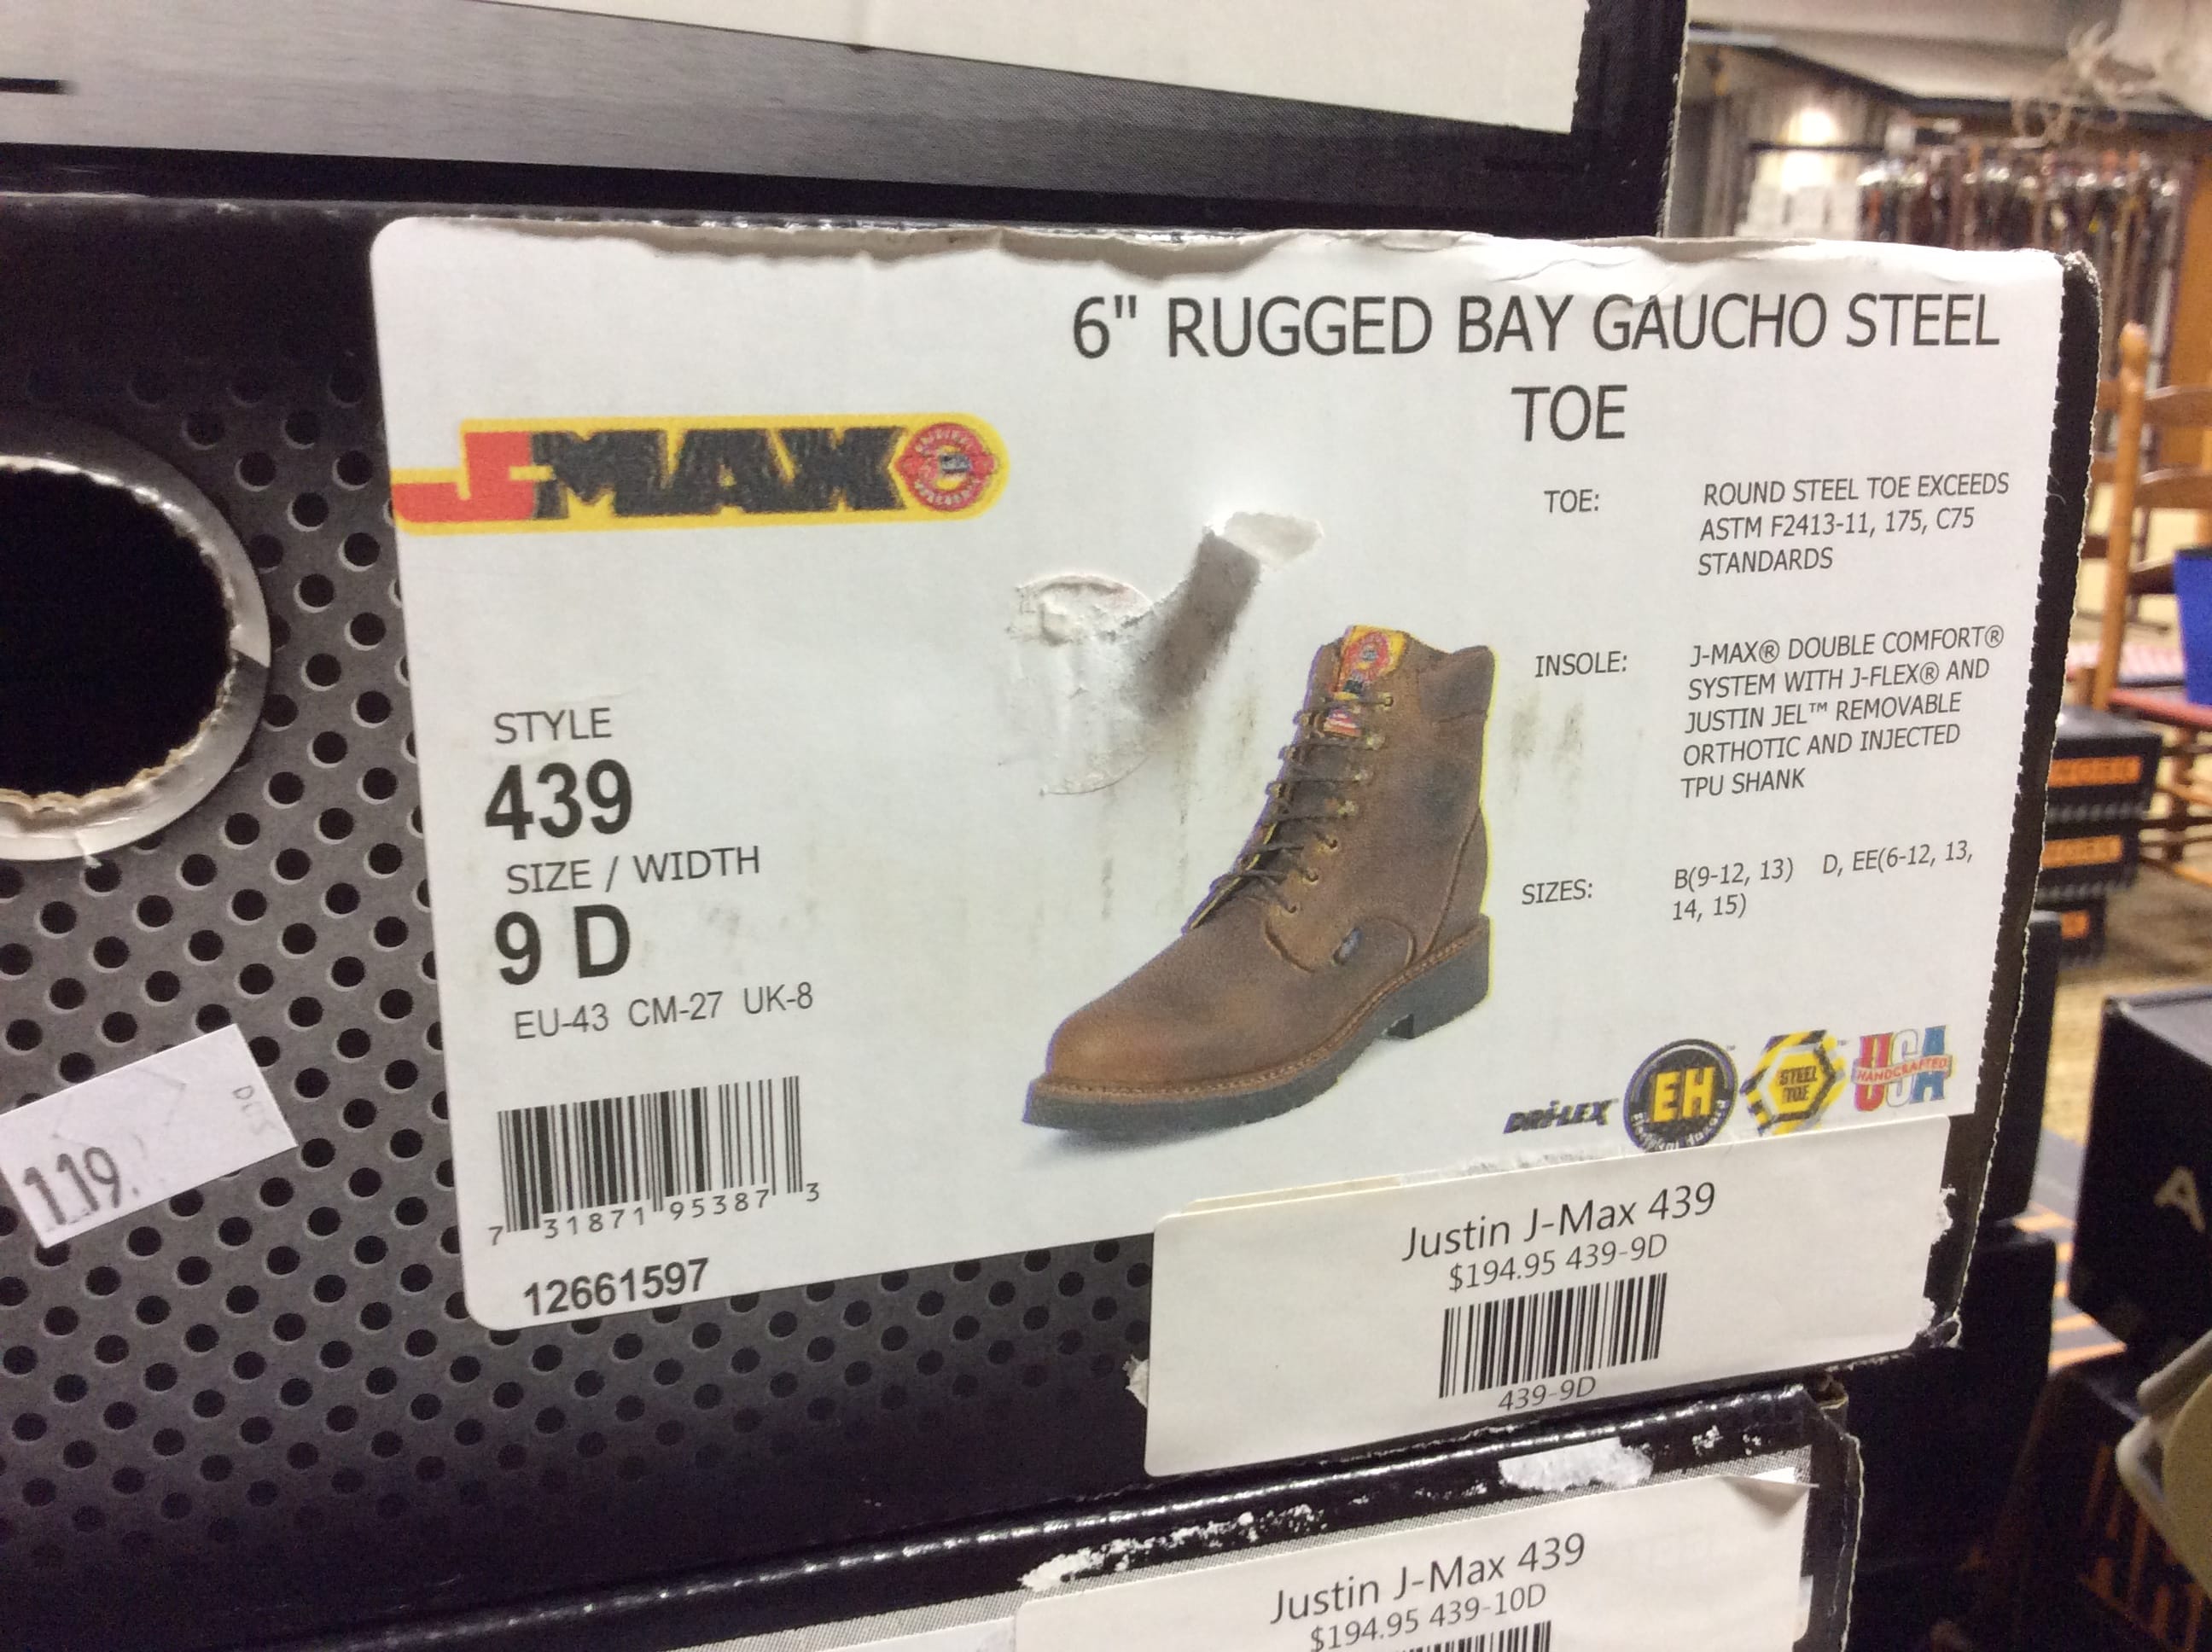 6" RUGGED BAY GAUCHO STEEL
TOE
J-MAX
TOE:
ROUND STEEL TOE EXCEEDS
ASTM F2413-11, 175, C75
STANDARDS
INSOLE:
J-MAX® DOUBLE COMFORT®
SYSTEM WITH J-FLEX® AND
JUSTIN JEL™ REMOVABLE
ORTHOTIC AND INJECTED
TPU SHANK
SIZES:
B(9-12, 13) D, EE(6-12, 13,
14, 15)
STYLE
439
SIZE / WIDTH
9 D
EU-43 CM-27 UK-8
7 31871 95387 3
12661597
DRI-LEX
EH
STEEL
TOE
USA
HANDCRAFTED
119.
Justin J-Max 439
$194.95 439-9D
439-9D
Justin J-Max 439
$194.95 439-10D